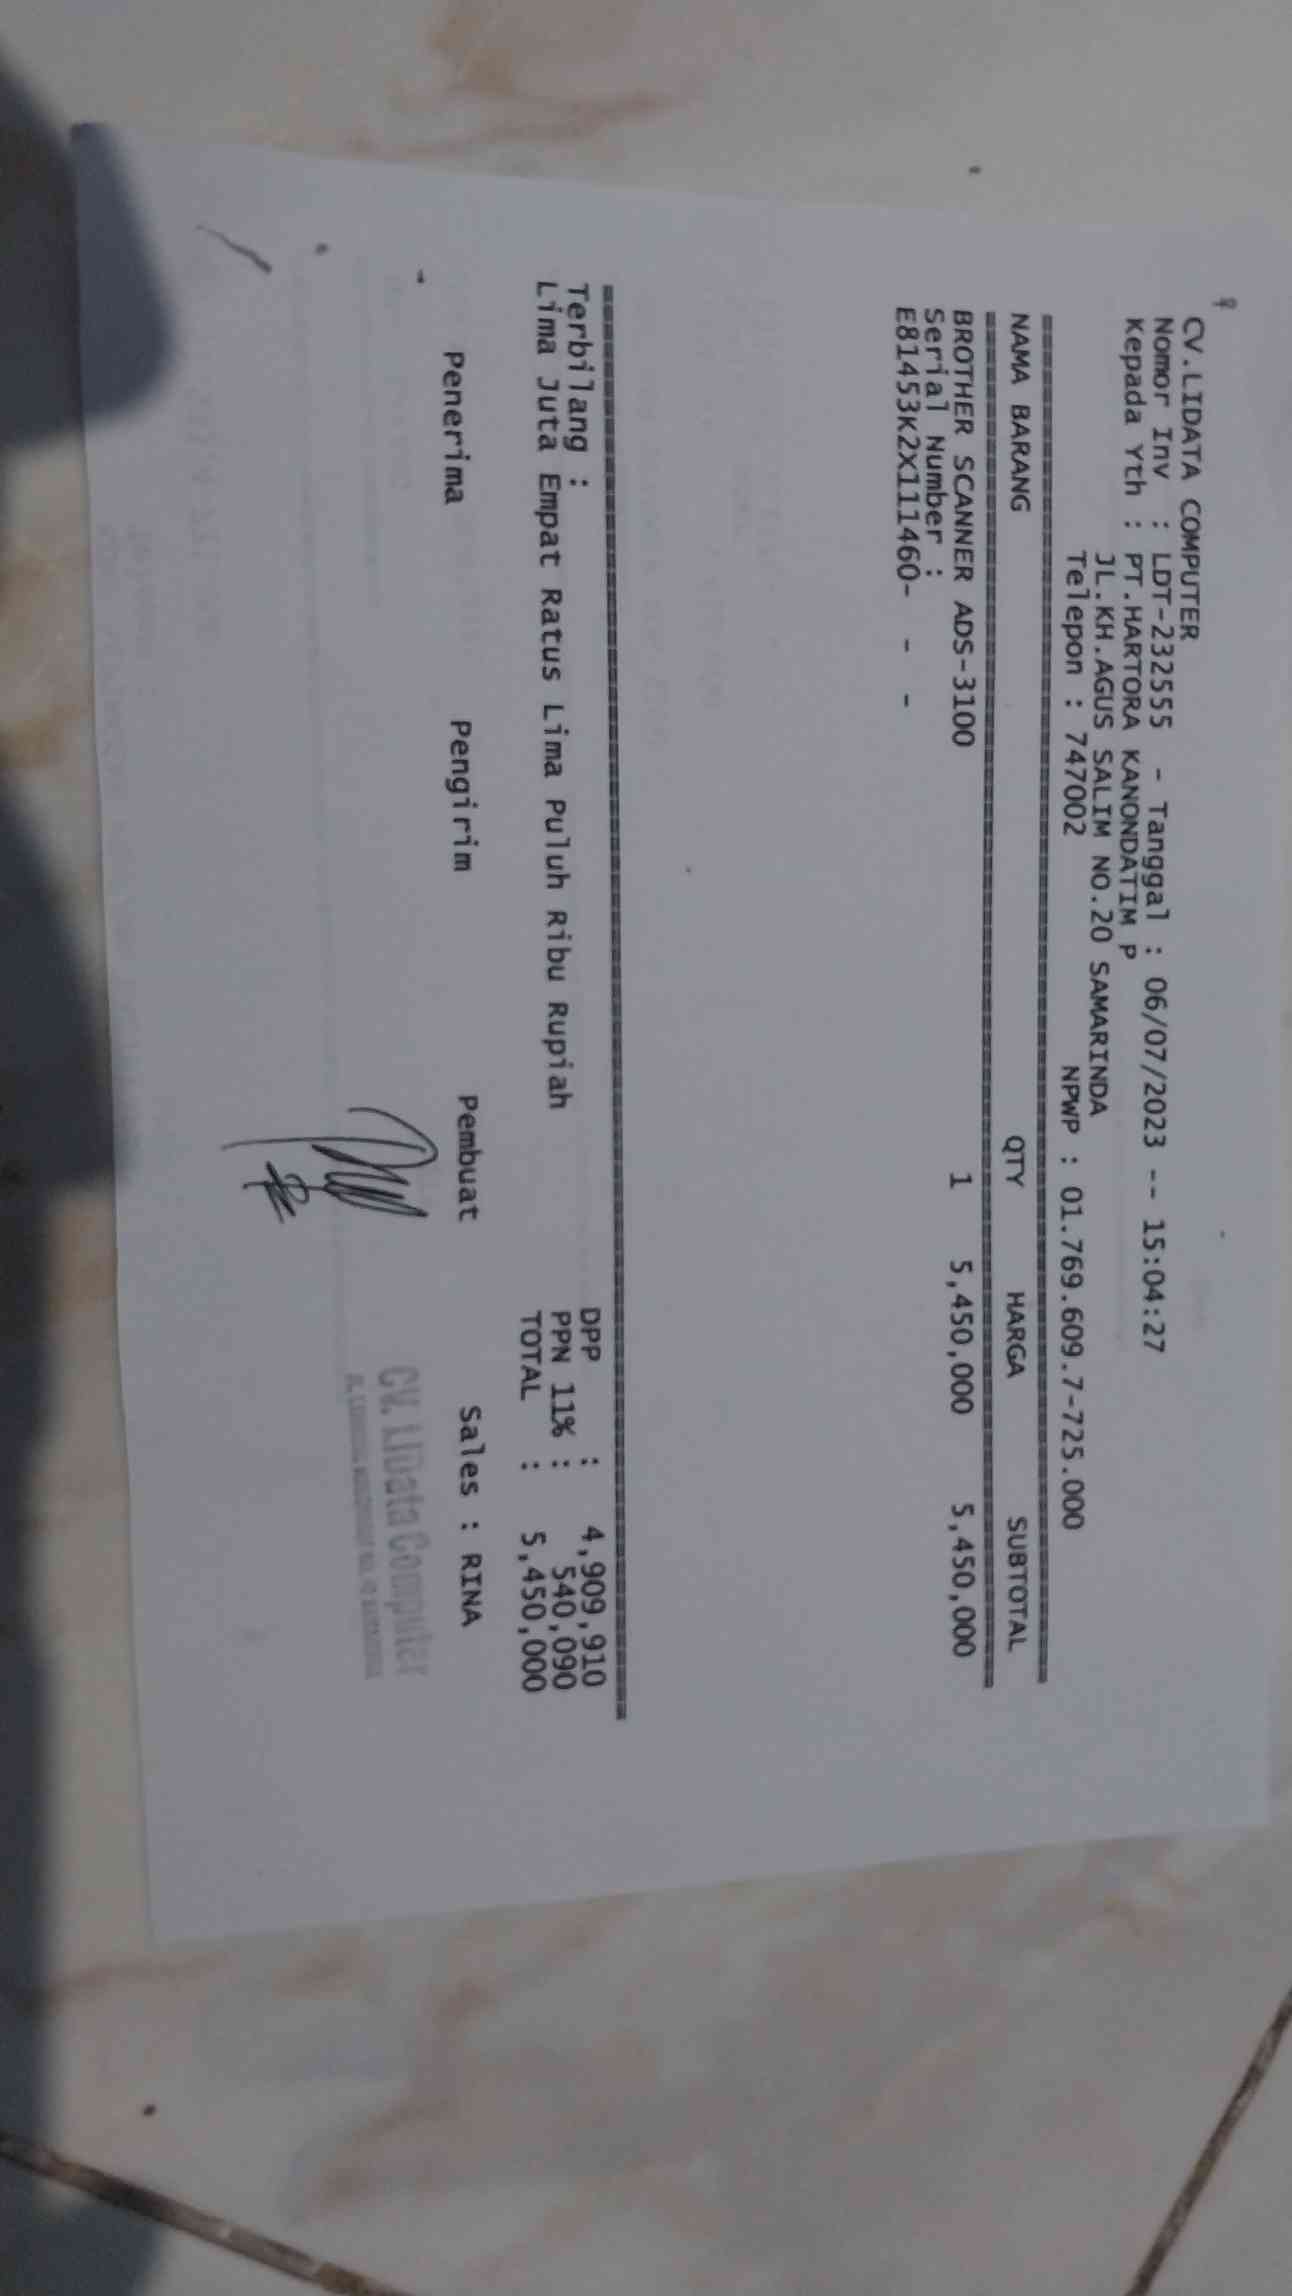 CV.LIDATA COMPUTER
Nomor Inv : LDT-232555 - Tanggal : 06/07/2023 -- 15:04:27
Kepada Yth : PT.HARTORA KANONDATIM P
JL.KH.AGUS SALIM NO.20 SAMARINDA
Telepon : 747002 NPWP : 01.769.609.7-725.000
NAMA BARANG QTY HARGA SUBTOTAL
BROTHER SCANNER ADS-3100 1 5,450,000 5,450,000
Serial Number :
E81453K2X111460- - -
Terbilang : DPP : 4,909,910
Lima Juta Empat Ratus Lima Puluh Ribu Rupiah PPN 11% : 540,090
TOTAL : 5,450,000
Penerima Pengirim Pembuat Sales : RINA
CV. LIData Computer